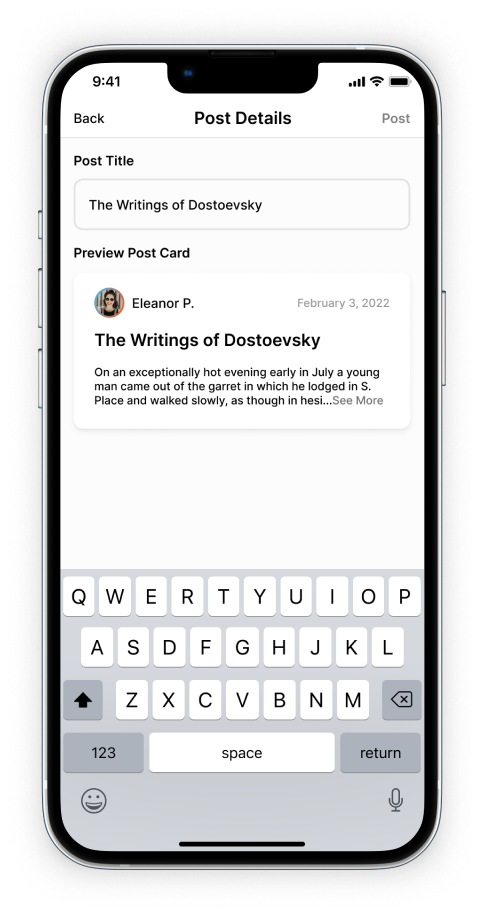 9:41
Back Post Details Post
Post Title
The Writings of Dostoevsky
Preview Post Card
Eleanor P. February 3, 2022
The Writings of Dostoevsky
On an exceptionally hot evening early in July a young
man came out of the garret in which he lodged in S.
Place and walked slowly, as though in hesi...See More
Q W E R T Y U I O P
A S D F G H J K L
Z X C V B N M
123 space return